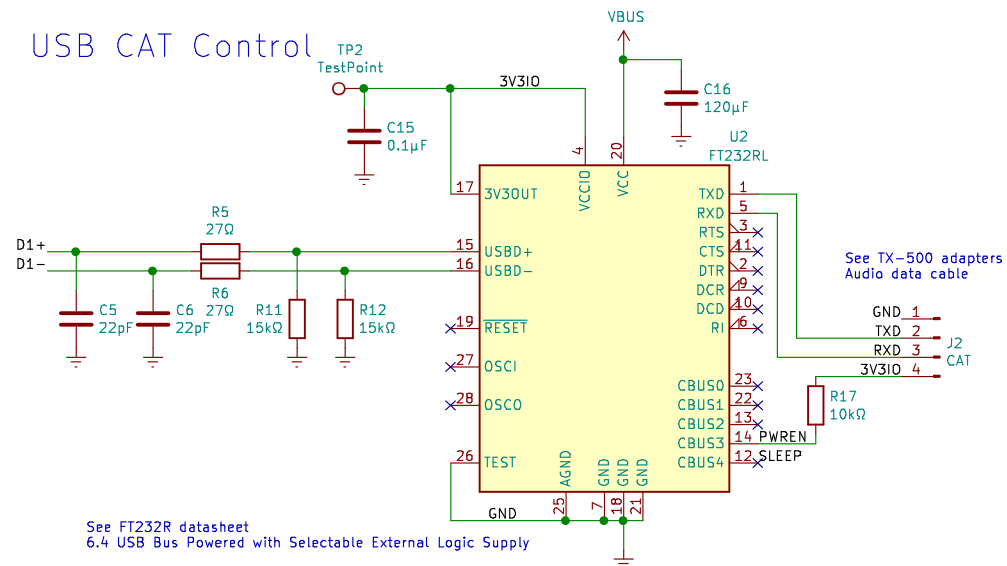 USB CAT Control
VBUS
TP2
TestPoint
3V3IO
C16
120µF
C15
0.1µF
U2
FT232RL
4
20
VCCIO
VCC
17
3V3OUT
TXD
1
RXD
5
RTS
3
CTS
11
DTR
2
DCR
9
DCD
10
RI
6
D1+
D1-
R5
27Ω
15
USBD+
16
USBD-
R6
27Ω
C5
22pF
C6
22pF
R11
15kΩ
R12
15kΩ
19
RESET
27
OSCI
28
OSCO
26
TEST
See TX-500 adapters
Audio data cable
GND
1
TXD
2
RXD
3
3V3IO
4
J2
CAT
R17
10kΩ
CBUS0
23
CBUS1
22
CBUS2
13
CBUS3
14
PWREN
CBUS4
12
SLEEP
AGND
GND
GND
GND
25
7
18
21
GND
See FT232R datasheet
6.4 USB Bus Powered with Selectable External Logic Supply